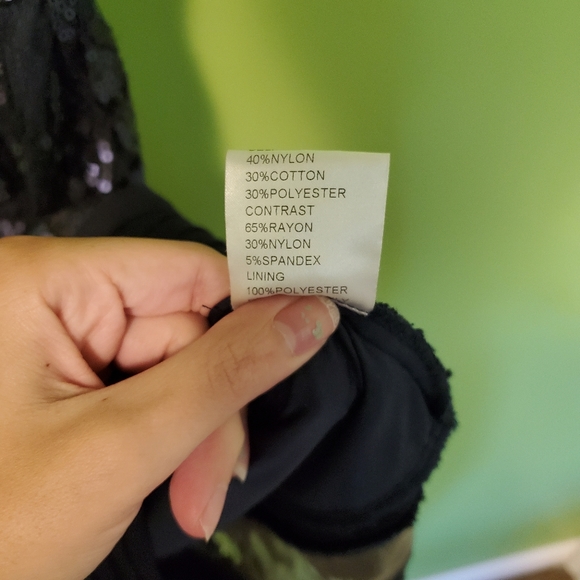 40%NYLON
30%COTTON
30%POLYESTER
CONTRAST
65%RAYON
30%NYLON
5%SPANDEX
LINING
100%POLYESTER